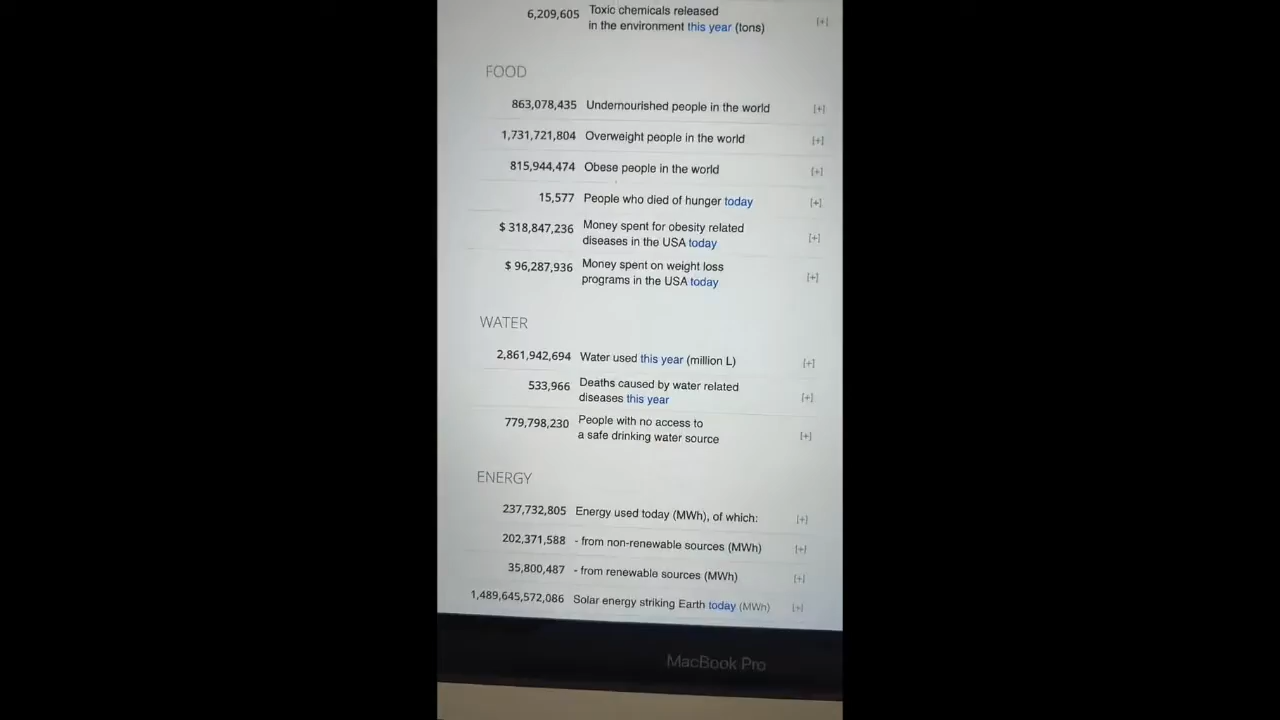 6,209,605 Toxic chemicals released
in the environment this year (tons) [+]
FOOD
863,078,435 Undernourished people in the world [+]
1,731,721,804 Overweight people in the world [+]
815,944,474 Obese people in the world [+]
15,577 People who died of hunger today [+]
$ 318,847,236 Money spent for obesity related
diseases in the USA today [+]
$ 96,287,936 Money spent on weight loss
programs in the USA today [+]
WATER
2,861,942,694 Water used this year (million L) [+]
533,966 Deaths caused by water related
diseases this year [+]
779,798,230 People with no access to
a safe drinking water source [+]
ENERGY
237,732,805 Energy used today (MWh), of which: [+]
202,371,588 - from non-renewable sources (MWh) [+]
35,800,487 - from renewable sources (MWh) [+]
1,489,645,572,086 Solar energy striking Earth today (MWh) [+]
MacBook Pro